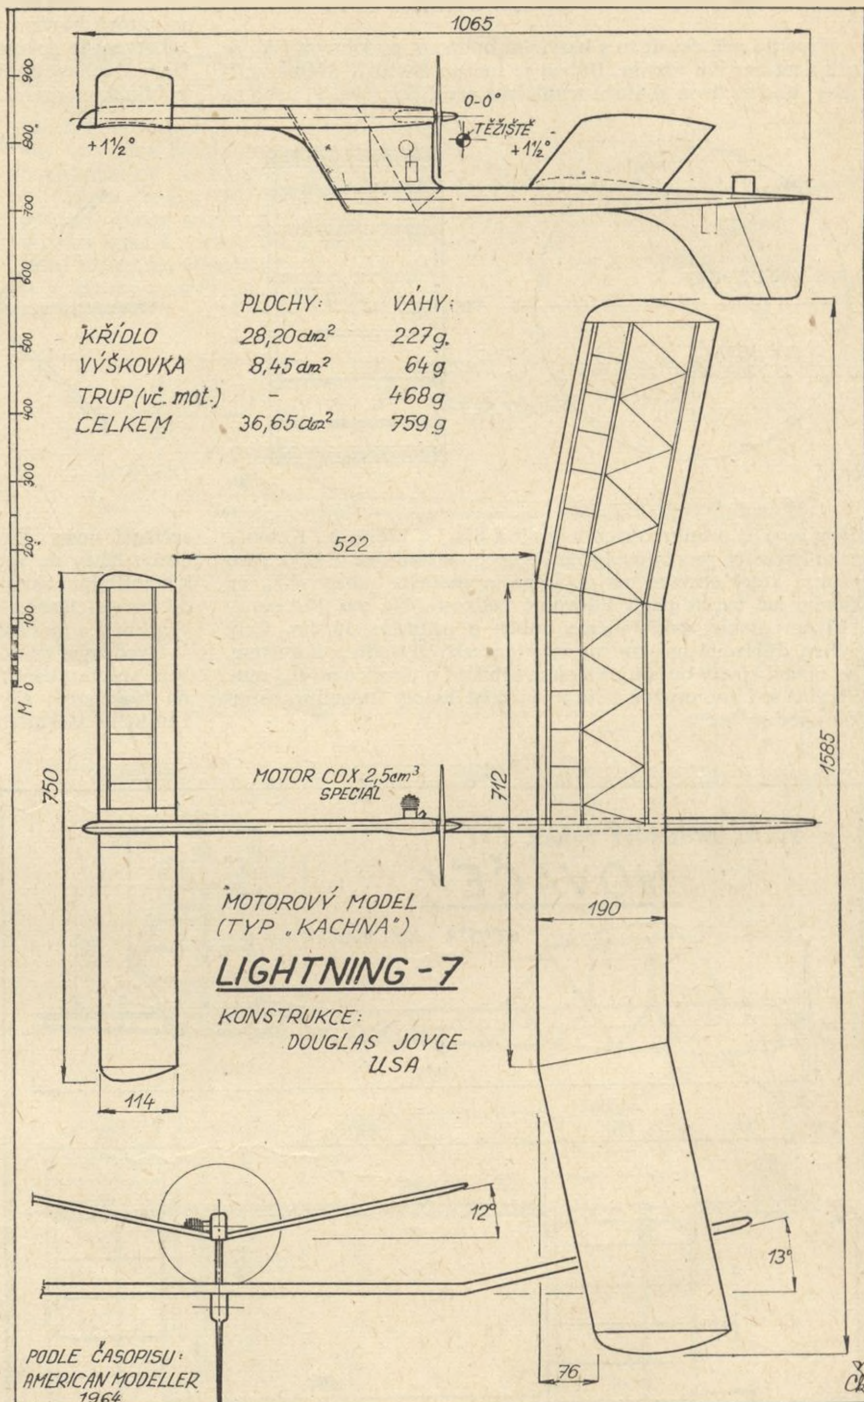 1065
900
800
700
600
500
400
300
200
100
M 0
+1½°
0-0°
TĚŽIŠTĚ
+1½°
PLOCHY: VÁHY:
KŘÍDLO 28,20 dm² 227 g.
VÝŠKOVKA 8,45 dm² 64 g
TRUP (vč. mot.) - 468 g
CELKEM 36,65 dm² 759 g
522
750
712
1585
MOTOR COX 2,5cm³
SPECIAL
190
MOTOROVÝ MODEL
(TYP „KACHNA")
LIGHTNING - 7
KONSTRUKCE:
DOUGLAS JOYCE
USA
114
12°
13°
76
PODLE ČASOPISU:
AMERICAN MODELLER
1964